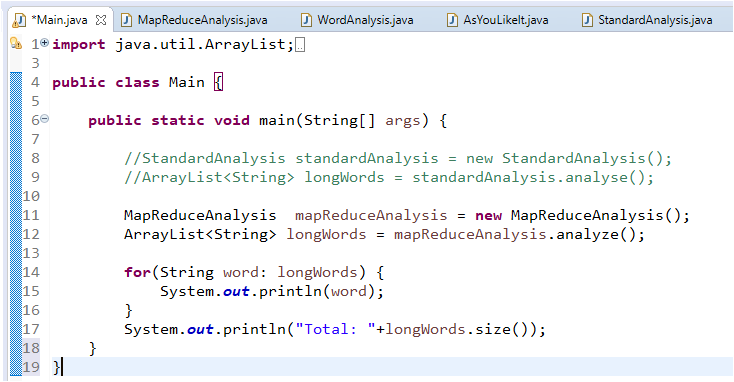 *Main.java MapReduceAnalysis.java WordAnalysis.java AsYouLikeIt.java StandardAnalysis.java
1 import java.util.ArrayList;
3
4 public class Main {
5
6 public static void main(String[] args) {
7
8 //StandardAnalysis standardAnalysis = new StandardAnalysis();
9 //ArrayList<String> longWords = standardAnalysis.analyse();
10
11 MapReduceAnalysis  mapReduceAnalysis = new MapReduceAnalysis();
12 ArrayList<String> longWords = mapReduceAnalysis.analyze();
13
14 for(String word: longWords) {
15 System.out.println(word);
16 }
17 System.out.println("Total: "+longWords.size());
18 }
19 }